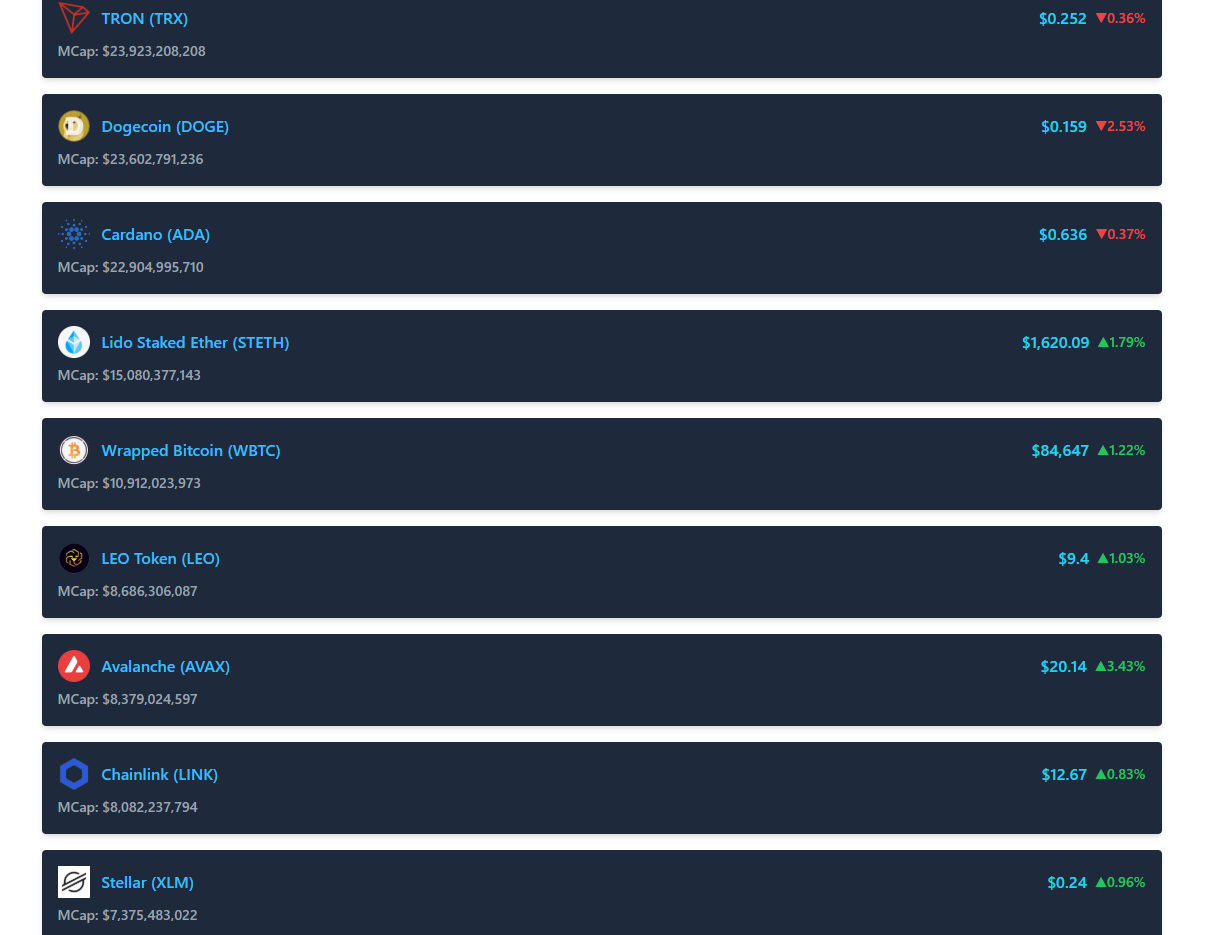 TRON (TRX) $0.252 ▼0.36%
MCap: $23,923,208,208
Dogecoin (DOGE) $0.159 ▼2.53%
MCap: $23,602,791,236
Cardano (ADA) $0.636 ▼0.37%
MCap: $22,904,995,710
Lido Staked Ether (STETH) $1,620.09 ▲1.79%
MCap: $15,080,377,143
Wrapped Bitcoin (WBTC) $84,647 ▲1.22%
MCap: $10,912,023,973
LEO Token (LEO) $9.4 ▲1.03%
MCap: $8,686,306,087
Avalanche (AVAX) $20.14 ▲3.43%
MCap: $8,379,024,597
Chainlink (LINK) $12.67 ▲0.83%
MCap: $8,082,237,794
Stellar (XLM) $0.24 ▲0.96%
MCap: $7,375,483,022